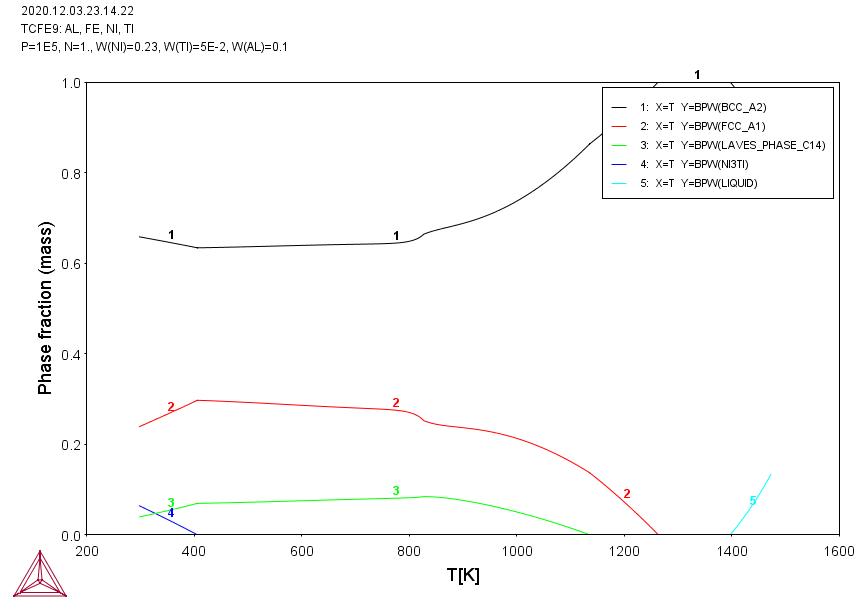 2020.12.03.23.14.22
TCFE9: AL, FE, NI, TI
P=1E5, N=1., W(NI)=0.23, W(TI)=5E-2, W(AL)=0.1
1
1.0
1: X=T Y=BPW(BCC_A2)
2: X=T Y=BPW(FCC_A1)
3: X=T Y=BPW(LAVES_PHASE_C14)
4: X=T Y=BPW(NI3TI)
5: X=T Y=BPW(LIQUID)
0.8
1 1
0.6
Phase fraction (mass)
0.4
2 2
0.2
3 3 2 5
4
0.0
200 400 600 800 1000 1200 1400 1600
T[K]